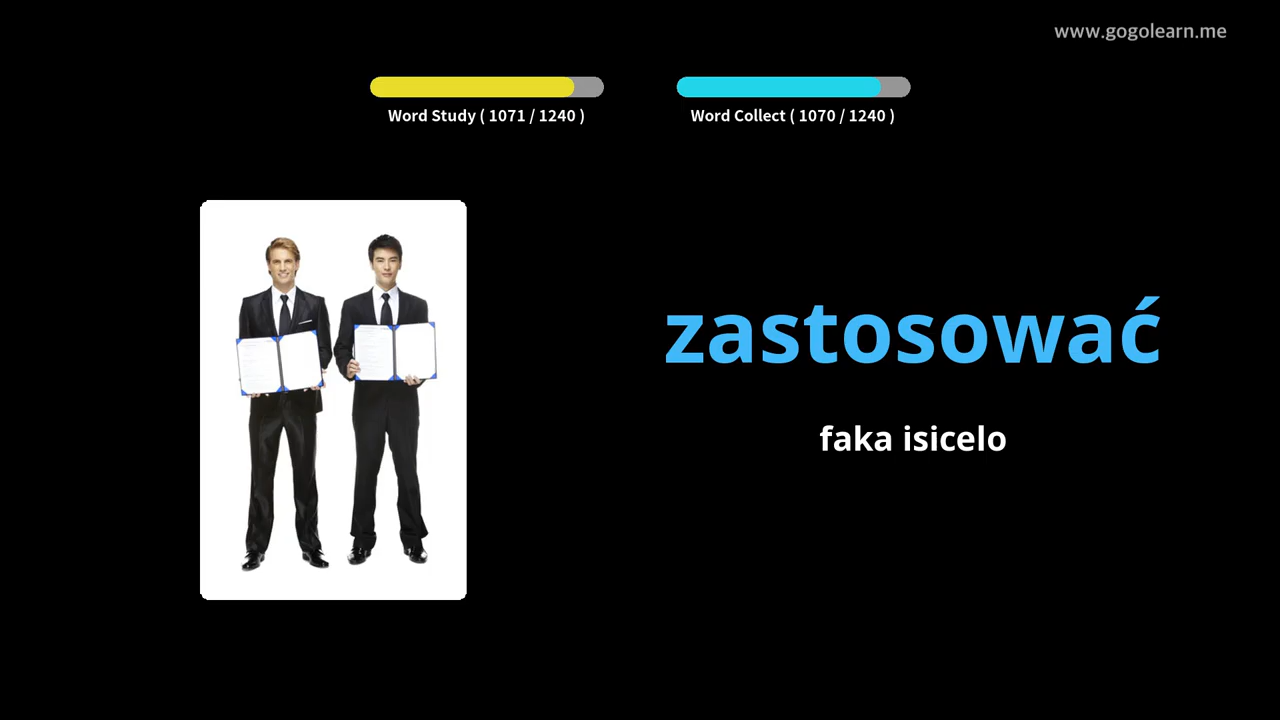 www.gogolearn.me
Word Study ( 1071 / 1240 )
Word Collect ( 1070 / 1240 )
zastosować
faka isicelo